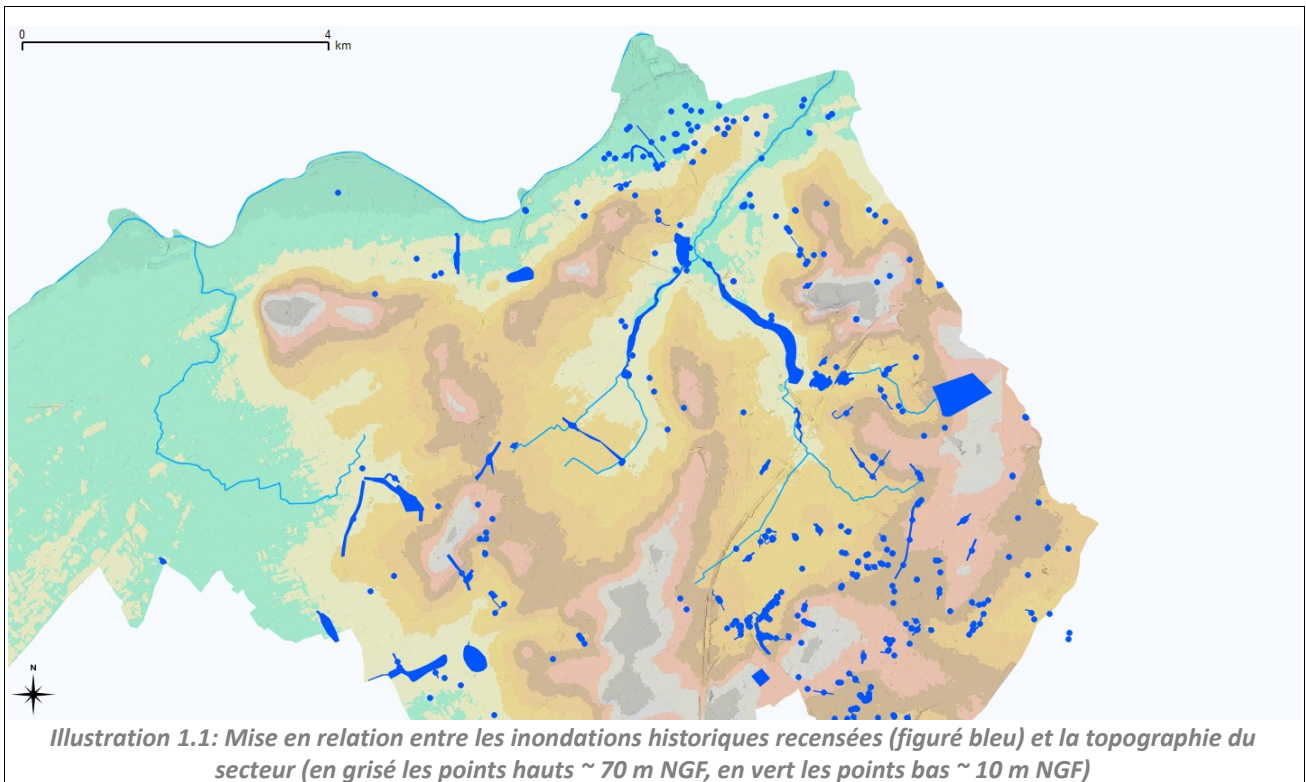 0 4
km
N
Illustration 1.1: Mise en relation entre les inondations historiques recensées (figuré bleu) et la topographie du
secteur (en grisé les points hauts ~ 70 m NGF, en vert les points bas ~ 10 m NGF)